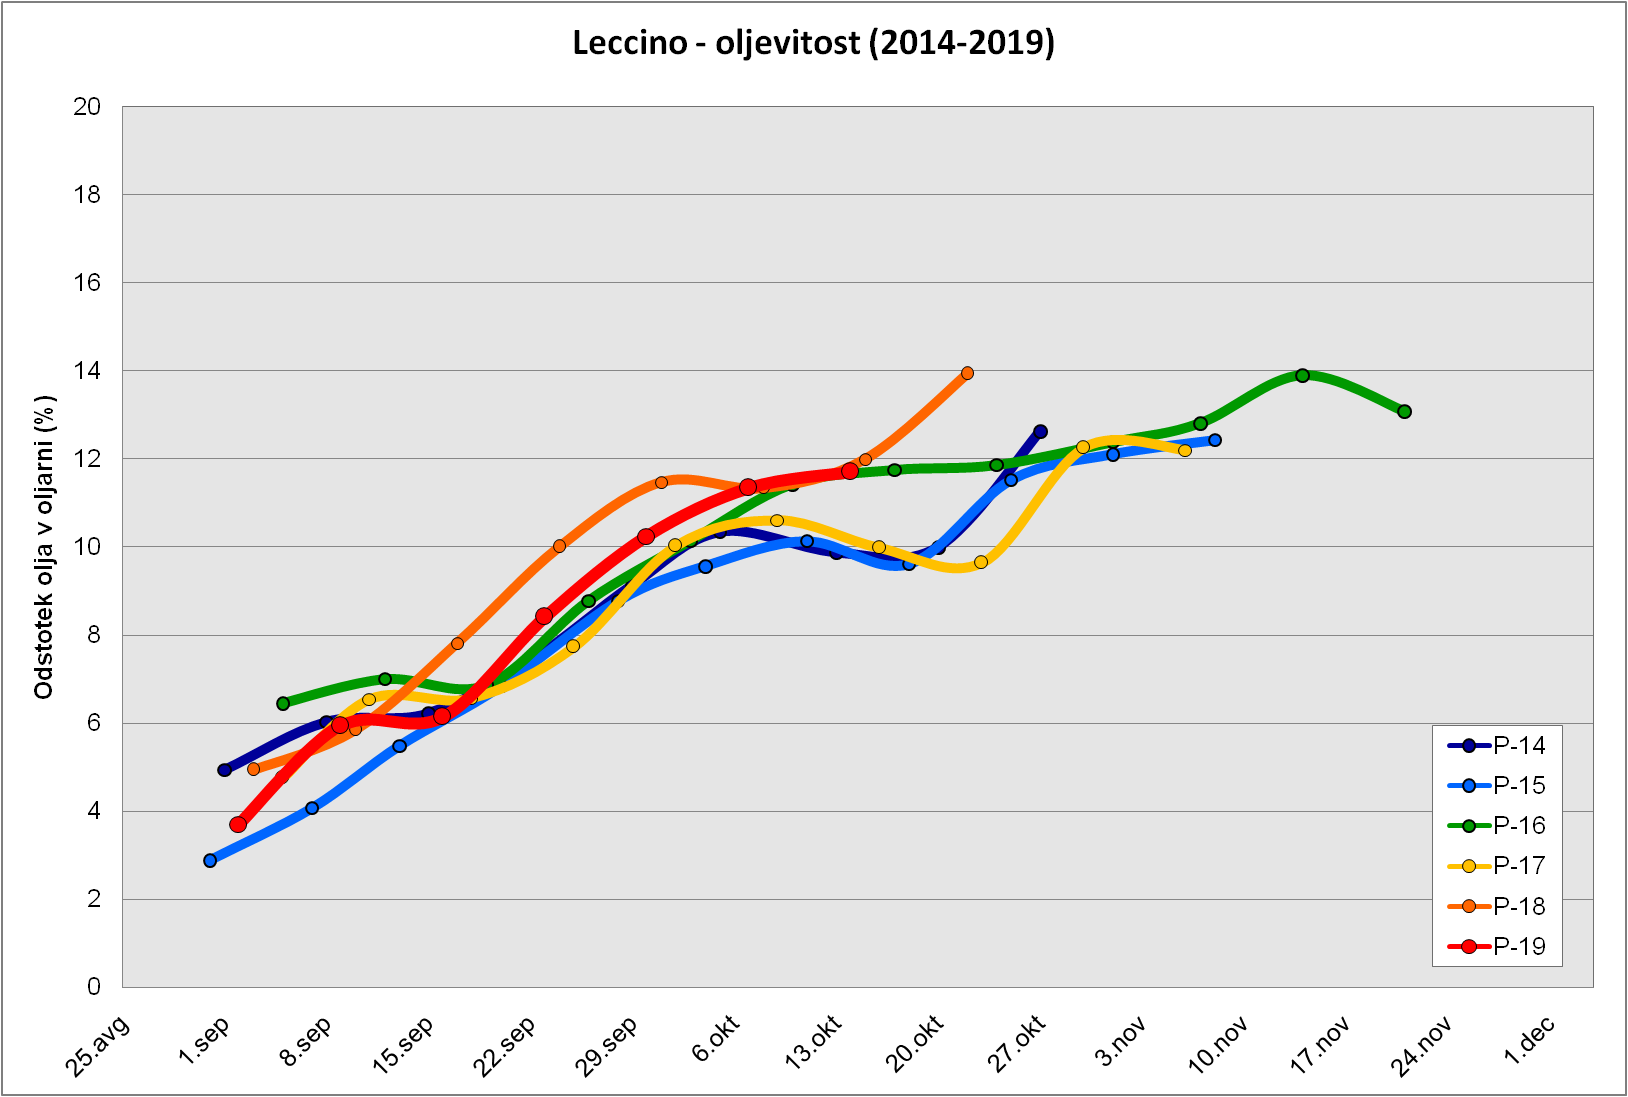 Leccino - oljevitost (2014-2019)
Odstotek olja v oljarni (%)
20
18
16
14
12
10
8
6
4
2
0
25.avg
1.sep
8.sep
15.sep
22.sep
29.sep
6.okt
13.okt
20.okt
27.okt
3.nov
10.nov
17.nov
24.nov
1.dec
P-14
P-15
P-16
P-17
P-18
P-19